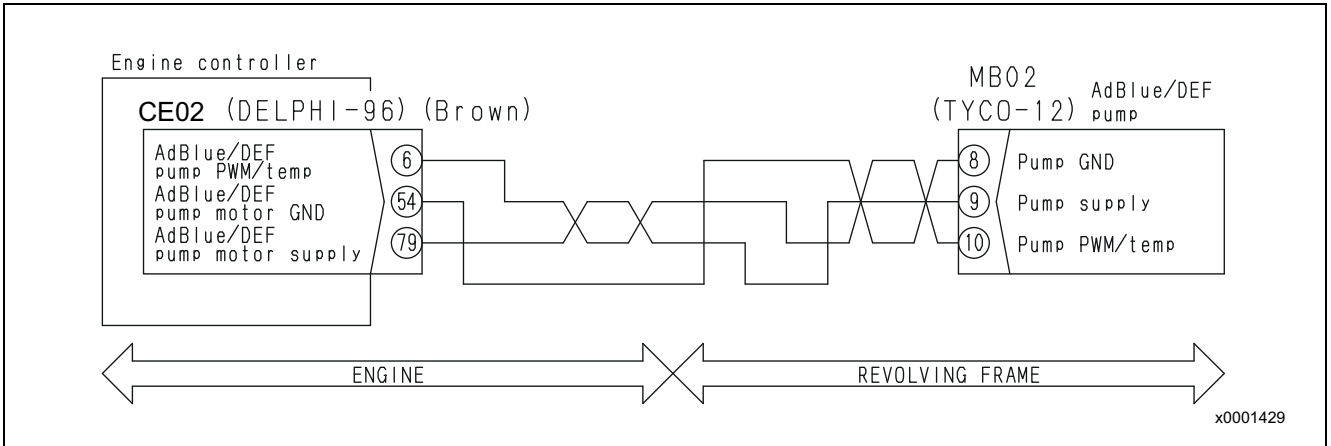 Engine controller
CE02 (DELPHI-96) (Brown)
AdBlue/DEF
pump PWM/temp
AdBlue/DEF
pump motor GND
AdBlue/DEF
pump motor supply
6
54
79
MB02
(TYCO-12)
AdBlue/DEF
pump
8 Pump GND
9 Pump supply
10 Pump PWM/temp
ENGINE
REVOLVING FRAME
x0001429